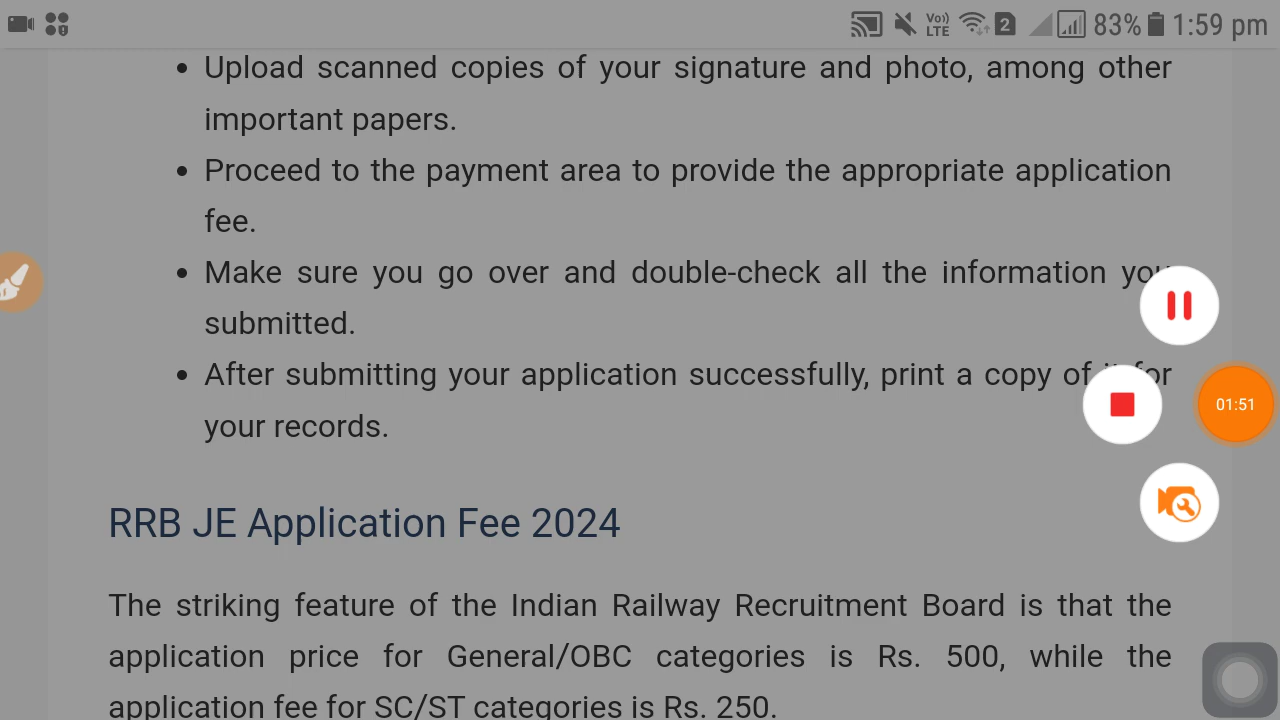 Vo)) LTE 2 83% 1:59 pm
• Upload scanned copies of your signature and photo, among other
important papers.
• Proceed to the payment area to provide the appropriate application
fee.
• Make sure you go over and double-check all the information you
submitted.
• After submitting your application successfully, print a copy of it for
your records.
01:51
RRB JE Application Fee 2024
The striking feature of the Indian Railway Recruitment Board is that the
application price for General/OBC categories is Rs. 500, while the
application fee for SC/ST categories is Rs. 250.